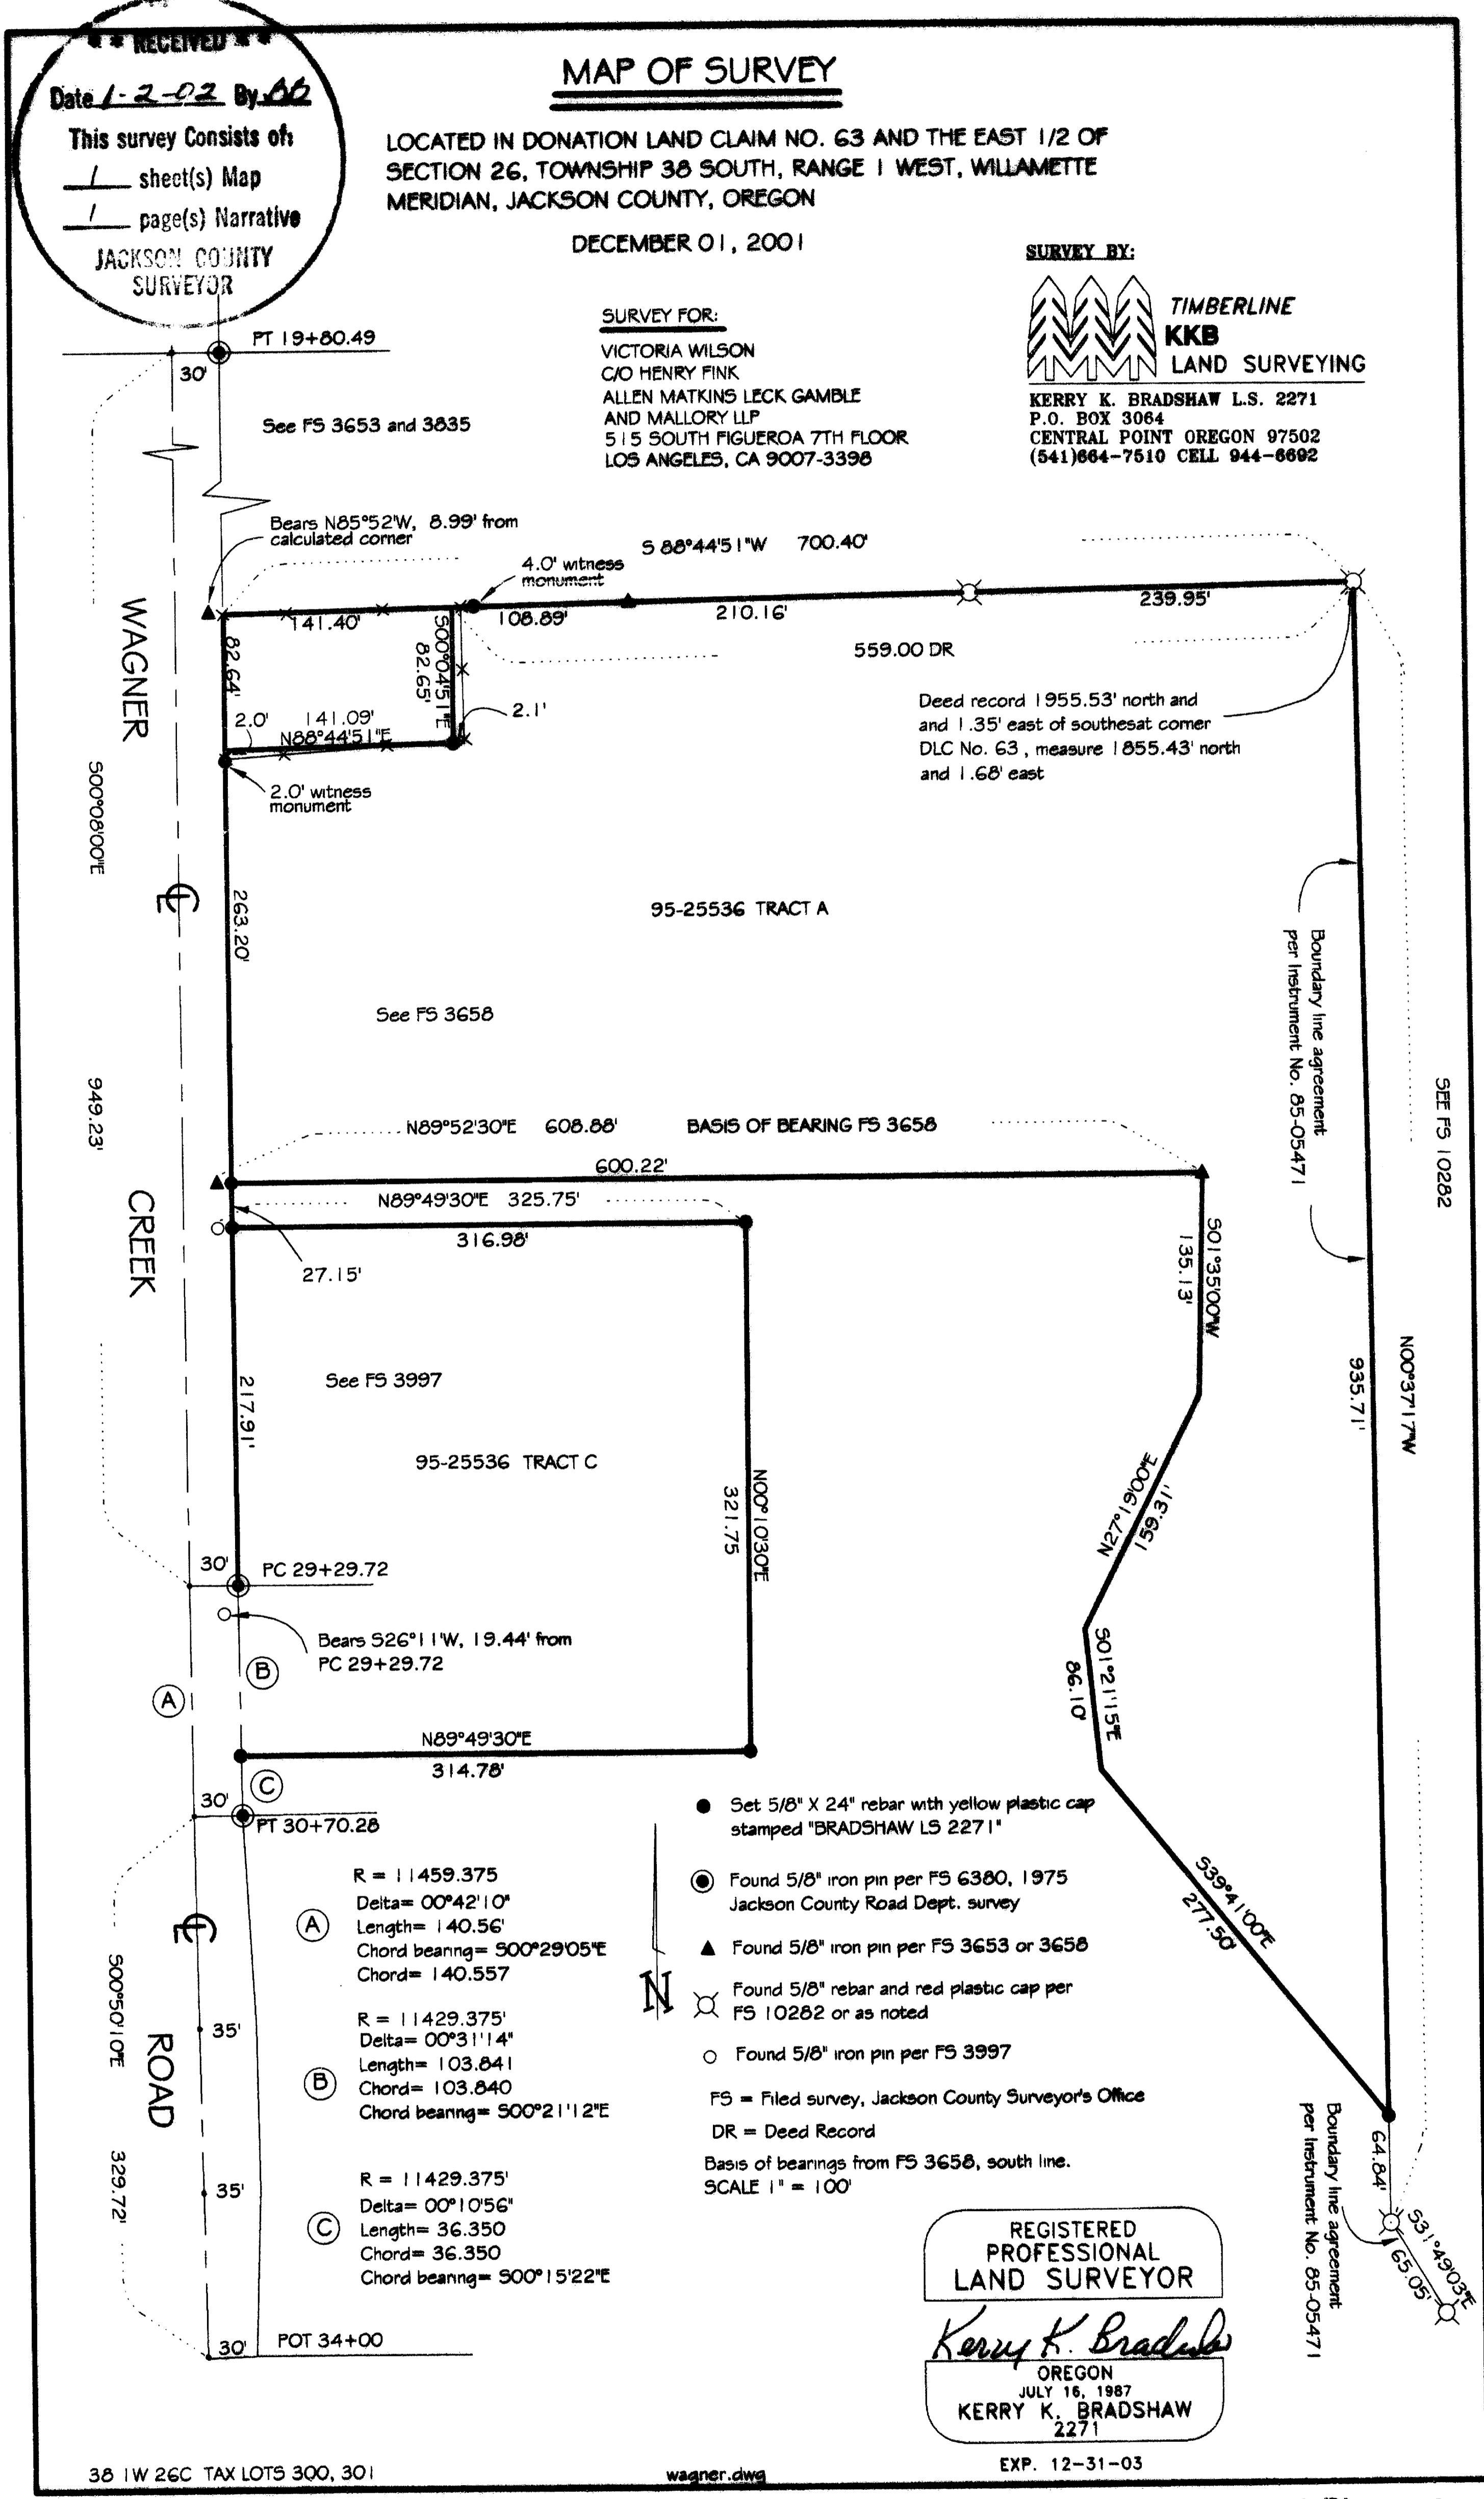 * * RECEIVED * *
Date 1-2-02 By
This survey Consists of:
1 sheet(s) Map
1 page(s) Narrative
JACKSON COUNTY
SURVEYOR
MAP OF SURVEY
LOCATED IN DONATION LAND CLAIM NO. 63 AND THE EAST 1/2 OF
SECTION 26, TOWNSHIP 38 SOUTH, RANGE 1 WEST, WILLAMETTE
MERIDIAN, JACKSON COUNTY, OREGON
DECEMBER 01, 2001
SURVEY FOR:
VICTORIA WILSON
C/O HENRY FINK
ALLEN MATKINS LECK GAMBLE
AND MALLORY LLP
515 SOUTH FIGUEROA 7TH FLOOR
LOS ANGELES, CA 9007-3398
SURVEY BY:
TIMBERLINE
KKB
LAND SURVEYING
KERRY K. BRADSHAW L.S. 2271
P.O. BOX 3064
CENTRAL POINT OREGON 97502
(541)664-7510 CELL 944-6692
PT 19+80.49
30'
See FS 3653 and 3835
Bears N85°52'W, 8.99' from
calculated corner
4.0' witness
monument
S 88°44'51"W 700.40'
141.40'
108.89'
210.16'
239.95'
559.00 DR
82.64'
S00°04'51"E
82.65'
2.0'
141.09'
N88°44'51"E
2.1'
2.0' witness
monument
Deed record 1955.53' north and
and 1.35' east of southesat corner
DLC No. 63 , measure 1855.43' north
and 1.68' east
WAGNER
CREEK
ROAD
S00°08'00"E
949.23'
263.20'
95-25536 TRACT A
See FS 3658
Boundary line agreement
per Instrument No. 85-05471
SEE FS 10282
N89°52'30"E 608.88' BASIS OF BEARING FS 3658
600.22'
N89°49'30"E 325.75'
316.98'
27.15'
S01°35'00"W
135.13'
N00°37'17"W
935.71'
217.91'
See FS 3997
95-25536 TRACT C
N00°10'30"E
321.75
N27°19'00"E
159.31'
30'
PC 29+29.72
Bears S26°11'W, 19.44' from
PC 29+29.72
B
A
S01°21'15"E
86.10'
N89°49'30"E
314.78'
C
30'
PT 30+70.28
S39°41'00"E
277.50'
A
R = 11459.375
Delta= 00°42'10"
Length= 140.56'
Chord bearing= S00°29'05"E
Chord= 140.557
B
R = 11429.375'
Delta= 00°31'14"
Length= 103.841
Chord= 103.840
Chord bearing= S00°21'12"E
C
R = 11429.375'
Delta= 00°10'56"
Length= 36.350
Chord= 36.350
Chord bearing= S00°15'22"E
S00°50'10"E
329.72'
35'
35'
30'
POT 34+00
N
Set 5/8" X 24" rebar with yellow plastic cap
stamped "BRADSHAW LS 2271"
Found 5/8" iron pin per FS 6380, 1975
Jackson County Road Dept. survey
Found 5/8" iron pin per FS 3653 or 3658
Found 5/8" rebar and red plastic cap per
FS 10282 or as noted
Found 5/8" iron pin per FS 3997
FS = Filed survey, Jackson County Surveyor's Office
DR = Deed Record
Basis of bearings from FS 3658, south line.
SCALE 1" = 100'
64.84'
S31°49'03"E
65.05'
Boundary line agreement
per Instrument No. 85-05471
REGISTERED
PROFESSIONAL
LAND SURVEYOR
Kerry K. Bradshaw
OREGON
JULY 16, 1987
KERRY K. BRADSHAW
2271
EXP. 12-31-03
38 1W 26C TAX LOTS 300, 301
wagner.dwg